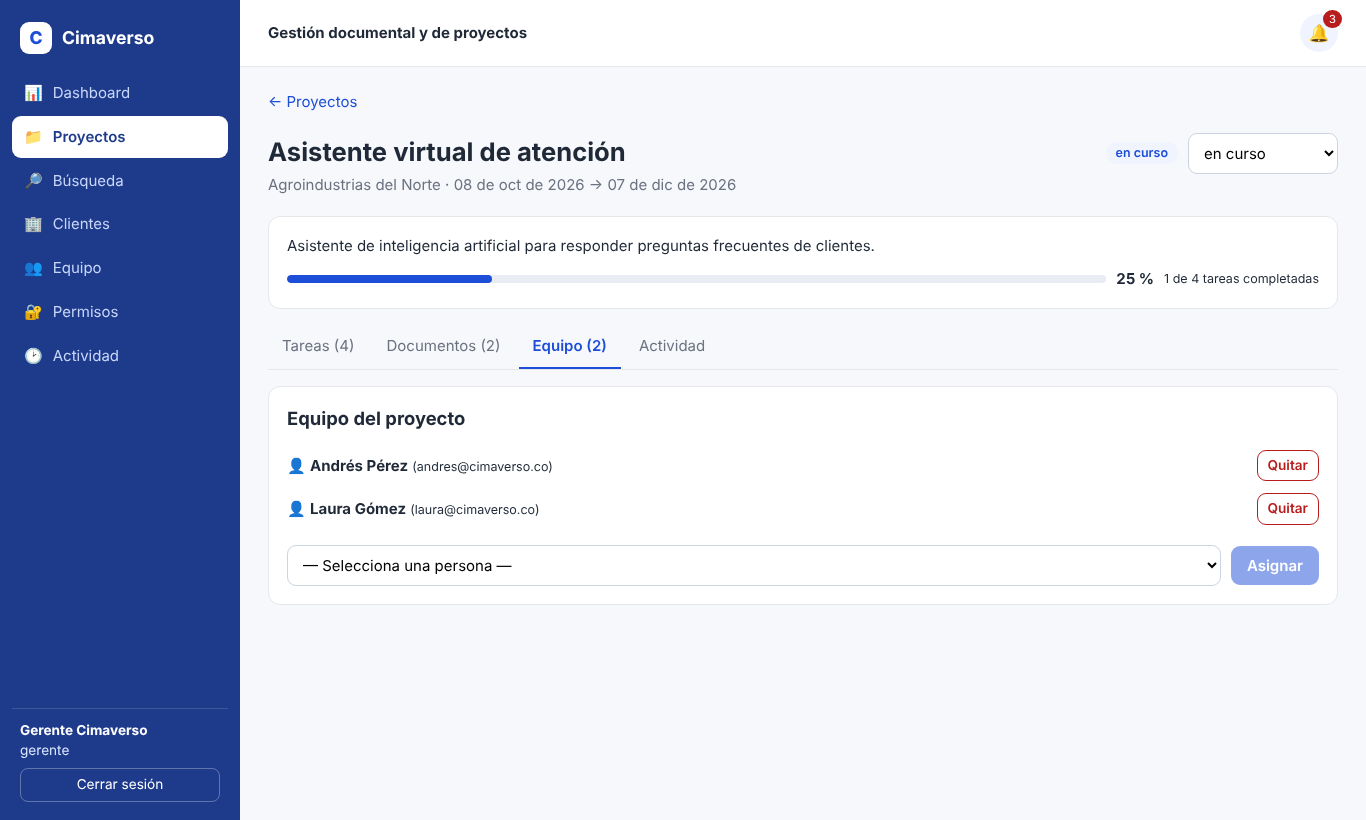 C Cimaverso
Dashboard
Proyectos
Búsqueda
Clientes
Equipo
Permisos
Actividad
Gerente Cimaverso
gerente
Cerrar sesión
Gestión documental y de proyectos
3
← Proyectos
Asistente virtual de atención
en curso
en curso
Agroindustrias del Norte · 08 de oct de 2026 → 07 de dic de 2026
Asistente de inteligencia artificial para responder preguntas frecuentes de clientes.
25 % 1 de 4 tareas completadas
Tareas (4) Documentos (2) Equipo (2) Actividad
Equipo del proyecto
Andrés Pérez (andres@cimaverso.co) Quitar
Laura Gómez (laura@cimaverso.co) Quitar
— Selecciona una persona — Asignar